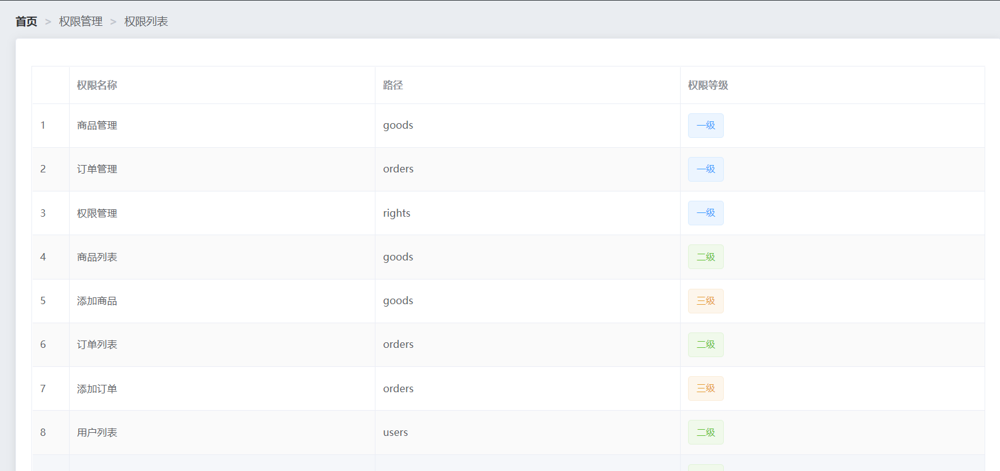 首页 > 权限管理 > 权限列表
权限名称 路径 权限等级
1 商品管理 goods 一级
2 订单管理 orders 一级
3 权限管理 rights 一级
4 商品列表 goods 二级
5 添加商品 goods 三级
6 订单列表 orders 二级
7 添加订单 orders 三级
8 用户列表 users 二级